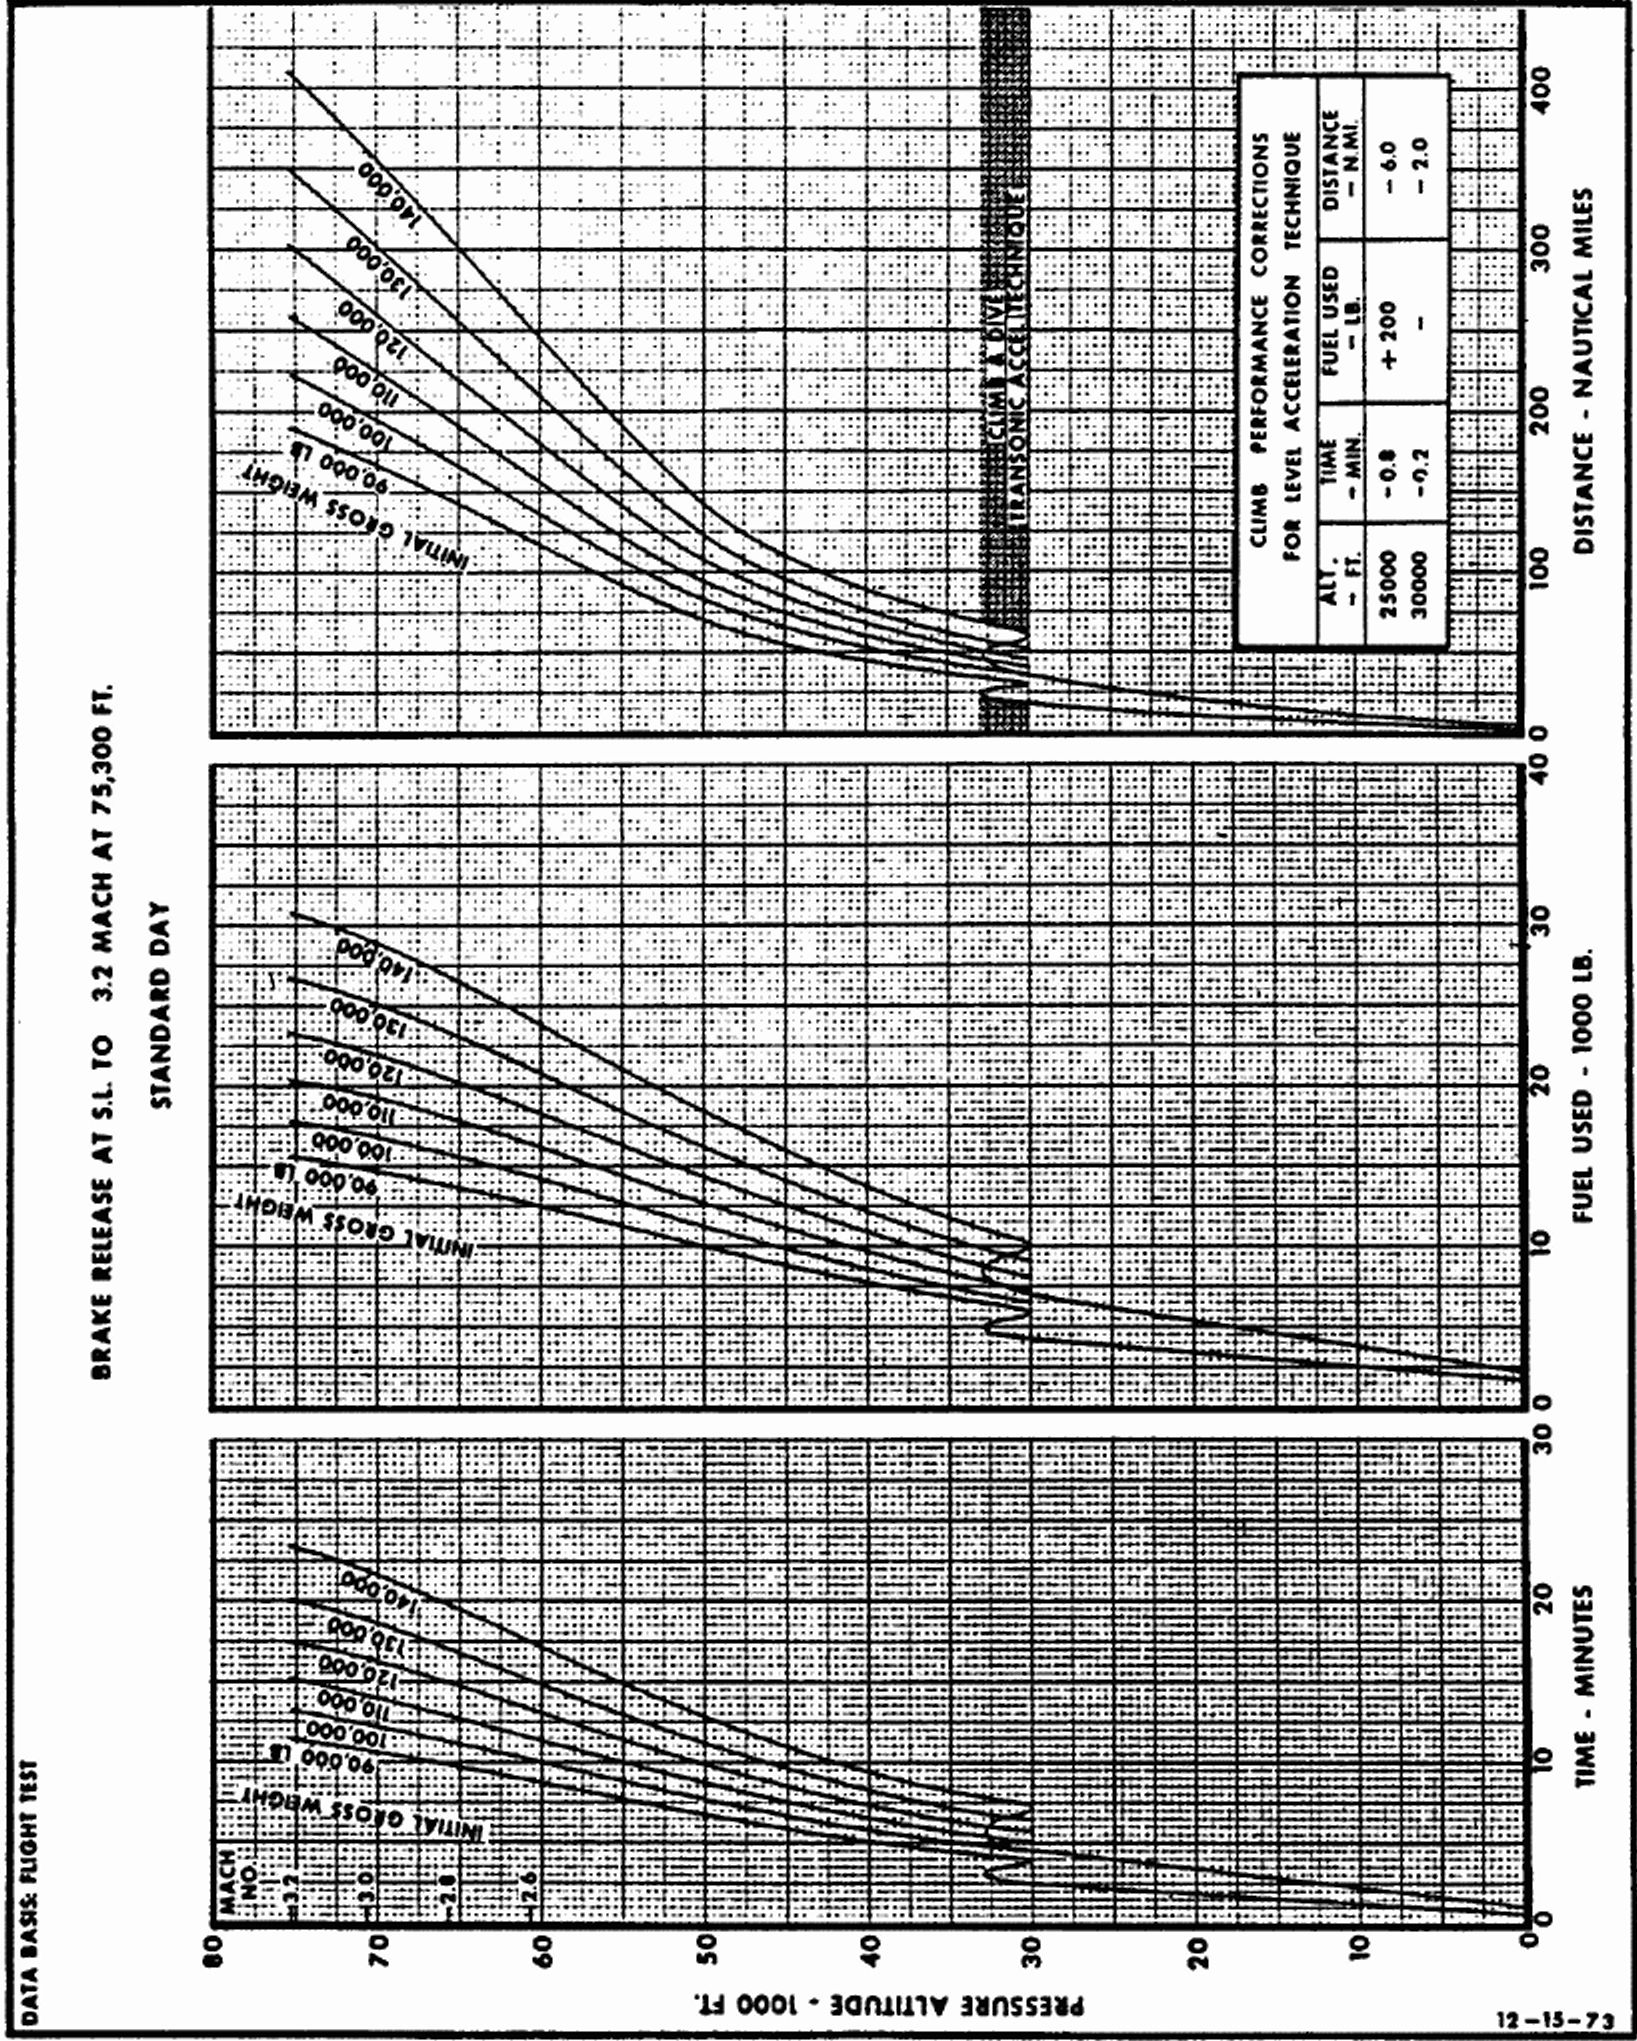 DATA BASIS: FLIGHT TEST
BRAKE RELEASE AT S.L. TO 3.2 MACH AT 75,300 FT.
STANDARD DAY
PRESSURE ALTITUDE - 1000 FT.
80
70
60
50
40
30
20
10
0
MACH
NO.
3.2
3.0
2.8
2.6
INITIAL GROSS WEIGHT
90,000 LB
100,000
110,000
120,000
130,000
140,000
0
10
20
30
TIME - MINUTES
INITIAL GROSS WEIGHT
90,000 LB
100,000
110,000
120,000
130,000
140,000
0
10
20
30
40
FUEL USED - 1000 LB.
INITIAL GROSS WEIGHT
90,000 LB
100,000
110,000
120,000
130,000
140,000
CLIMB & DIVE
TRANSONIC ACCEL TECHNIQUE
CLIMB PERFORMANCE CORRECTIONS
FOR LEVEL ACCELERATION TECHNIQUE
ALT. TIME FUEL USED DISTANCE
- FT. - MIN. - LB. - N.MI.
25000 -0.8 +200 -6.0
30000 -0.2 - -2.0
0
100
200
300
400
DISTANCE - NAUTICAL MILES
12-15-73